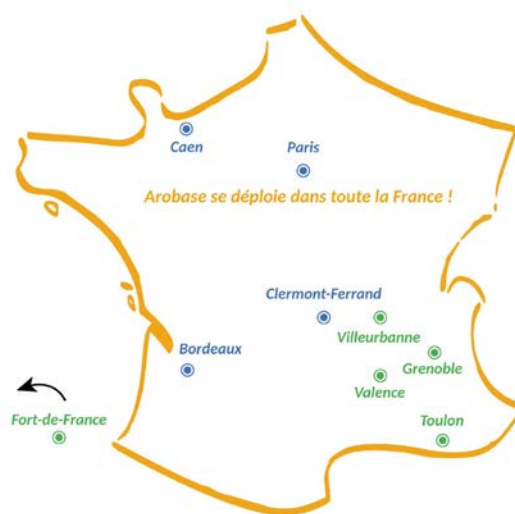 Caen
Paris
Arobase se déploie dans toute la France !
Clermont-Ferrand
Villeurbanne
Bordeaux
Grenoble
Valence
Fort-de-France
Toulon